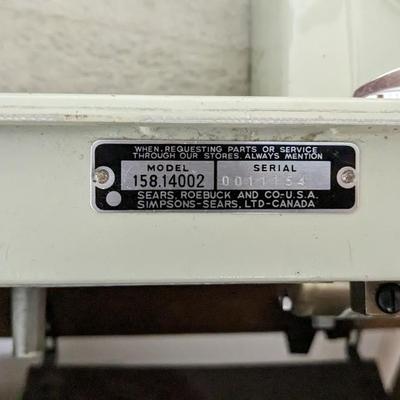 WHEN REQUESTING PARTS OR SERVICE
THROUGH OUR STORES, ALWAYS MENTION
MODEL SERIAL
158.14002 0011154
SEARS, ROEBUCK AND CO-U.S.A.
SIMPSONS-SEARS, LTD-CANADA